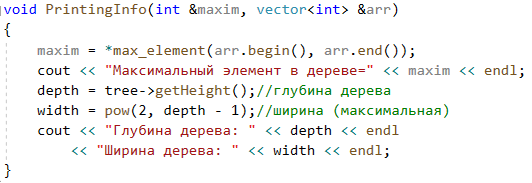 void PrintingInfo(int &maxim, vector<int> &arr)
{
    maxim = *max_element(arr.begin(), arr.end());
    cout << "Максимальный элемент в дереве=" << maxim << endl;
    depth = tree->getHeight();//глубина дерева
    width = pow(2, depth - 1);//ширина (максимальная)
    cout << "Глубина дерева: " << depth << endl
        << "Ширина дерева: " << width << endl;
}